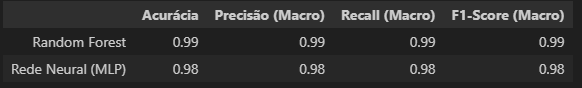 Acurácia Precisão (Macro) Recall (Macro) F1-Score (Macro)
Random Forest 0.99 0.99 0.99 0.99
Rede Neural (MLP) 0.98 0.98 0.98 0.98